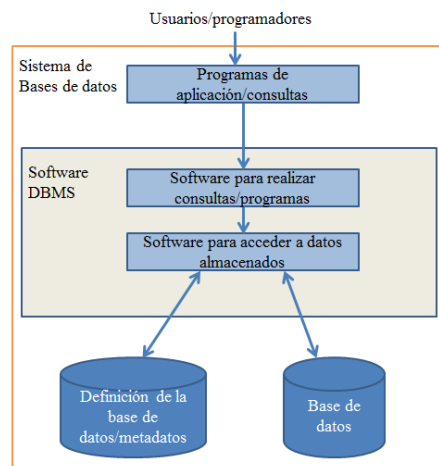 Usuarios/programadores
Sistema de
Bases de datos
Programas de
aplicación/consultas
Software
DBMS
Software para realizar
consultas/programas
Software para acceder a datos
almacenados
Definición de la
base de
datos/metadatos
Base de
datos